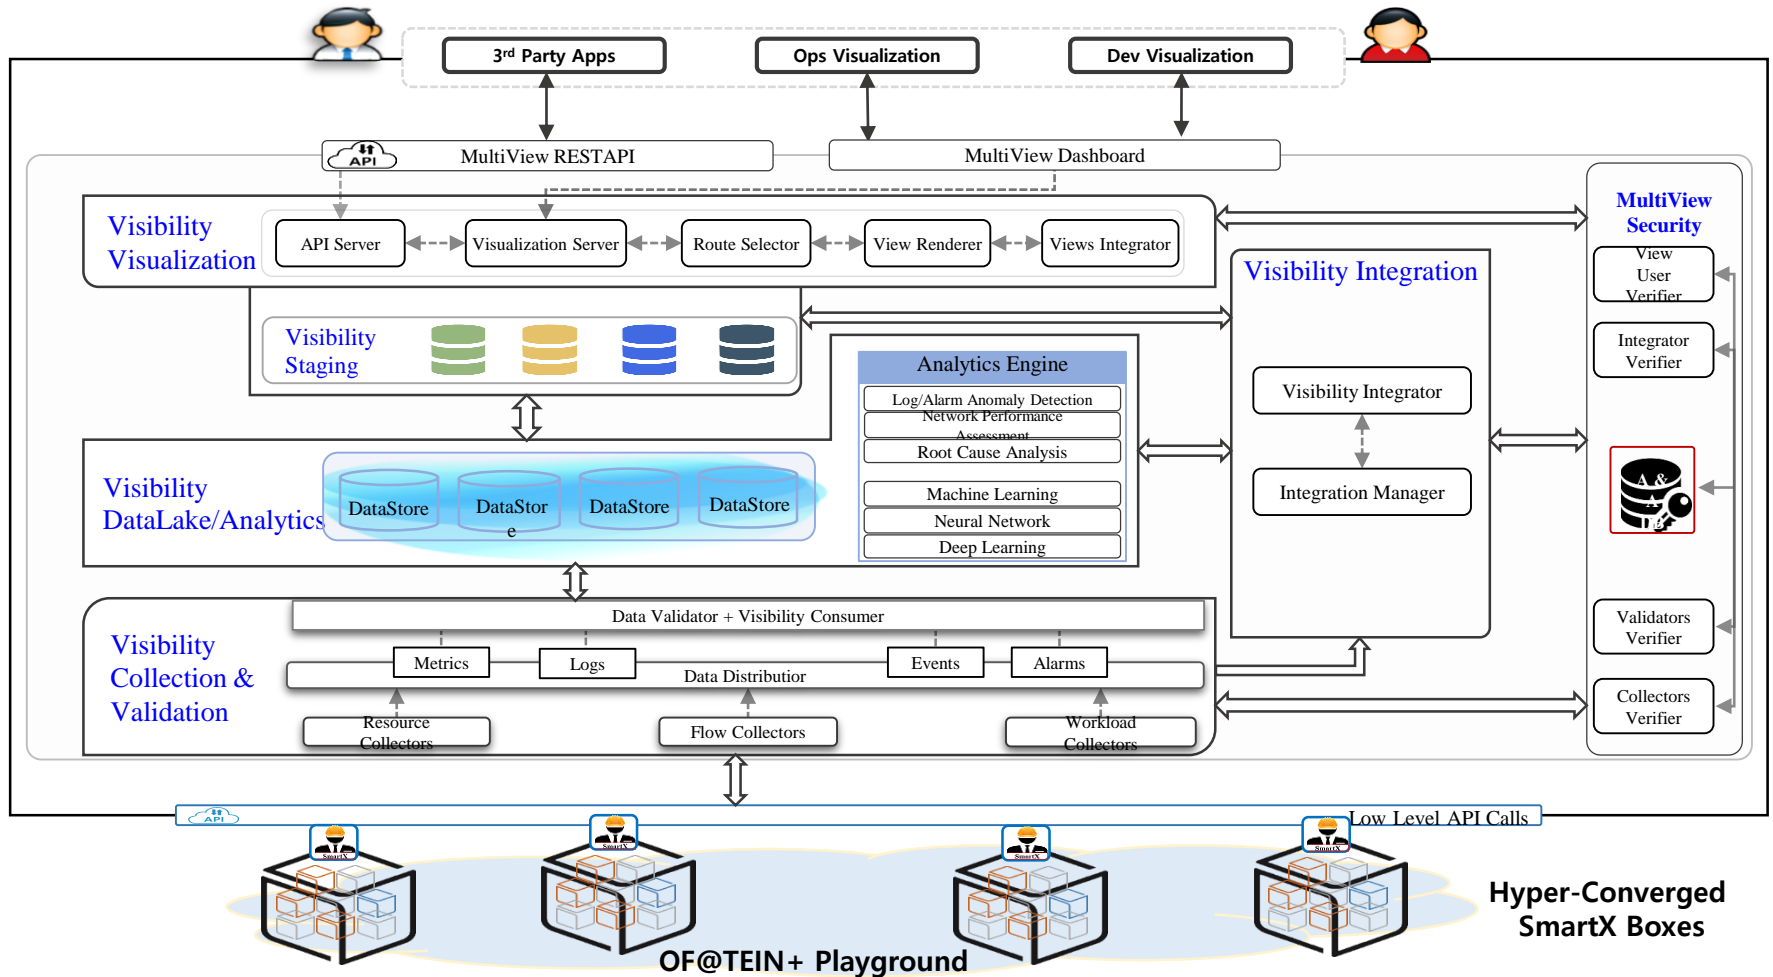 3rd Party Apps
Ops Visualization
Dev Visualization
API
MultiView RESTAPI
MultiView Dashboard
Visibility
Visualization
API Server
Visualization Server
Route Selector
View Renderer
Views Integrator
MultiView
Security
View
User
Verifier
Integrator
Verifier
A &
A
DB
Validators
Verifier
Collectors
Verifier
Visibility Integration
Visibility Integrator
Integration Manager
Visibility
Staging
Analytics Engine
Log/Alarm Anomaly Detection
Network Performance
Assessment
Root Cause Analysis
Machine Learning
Neural Network
Deep Learning
Visibility
DataLake/Analytics
DataStore
DataStor
e
DataStore
DataStore
Visibility
Collection &
Validation
Data Validator + Visibility Consumer
Metrics
Logs
Events
Alarms
Data Distributior
Resource
Collectors
Flow Collectors
Workload
Collectors
API
Low Level API Calls
SmartX
SmartX
SmartX
SmartX
Hyper-Converged
SmartX Boxes
OF@TEIN+ Playground